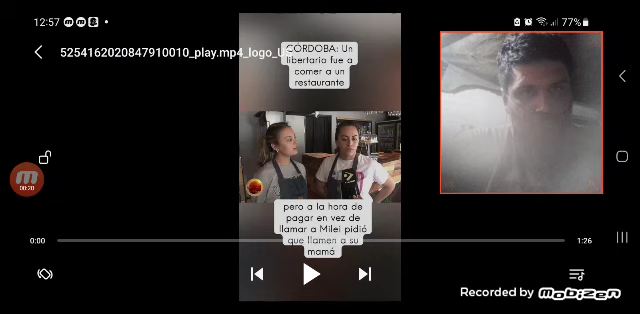 12:57
77%
5254162020847910010_play.mp4_logo_U
CÓRDOBA: Un
libertario fue a
comer a un
restaurante
00:20
pero a la hora de
pagar en vez de
llamar a Milei pidió
que llamen a su
mamá
0:00
1:26
Recorded by Mobizen